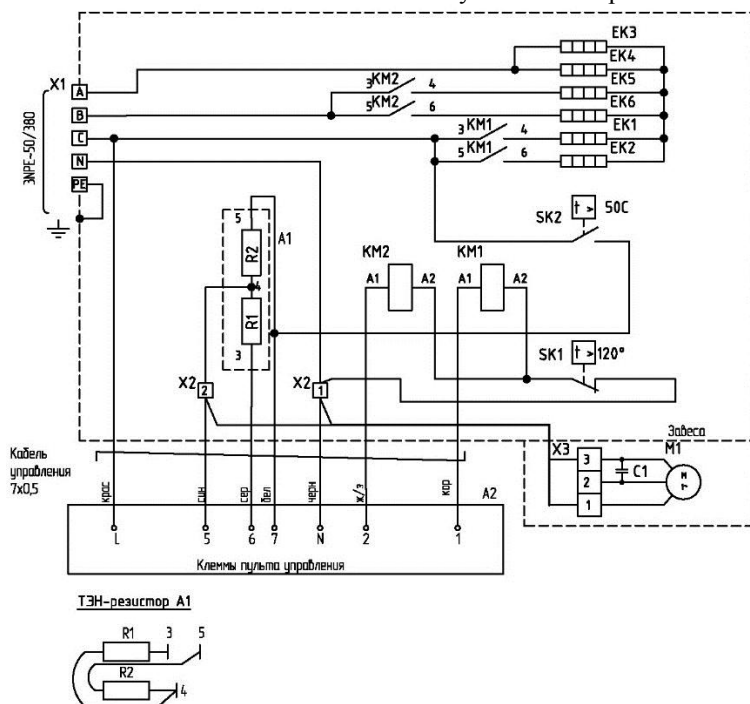 EK3
EK4
X1
A
3 KM2 4
EK5
B
5 KM2 6
EK6
C
3 KM1 4
EK1
N
5 KM1 6
EK2
PE
3NPE-50/380
SK2 t > 50C
5
A1
R2
4
R1
3
KM2
KM1
A1 A2
A1 A2
SK1 t > 120°
X2 2
X2 1
Завеса
X3
M1
3
2
1
C1
М
Кабель
управления
7х0,5
крас
син
сер
бел
черн
ж/з
кор
A2
L 5 6 7 N 2 1
Клеммы пульта управления
ТЭН-резистор А1
R1 3 5
R2
4